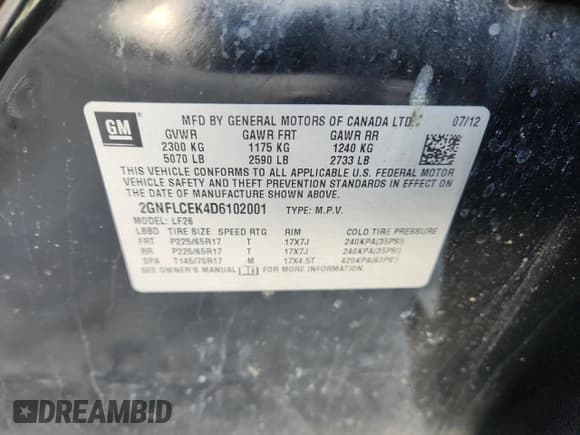 GM
MFD BY GENERAL MOTORS OF CANADA LTD. 07/12
GVWR GAWR FRT GAWR RR
2300 KG 1175 KG 1240 KG
5070 LB 2590 LB 2733 LB
THIS VEHICLE CONFORMS TO ALL APPLICABLE U.S. FEDERAL MOTOR
VEHICLE SAFETY, BUMPER, AND THEFT PREVENTION STANDARDS IN
EFFECT ON THE DATE OF MANUFACTURE SHOWN ABOVE.
2GNFLCEK4D6102001 TYPE: M.P.V.
MODEL: LF26
LBBD TIRE SIZE SPEED RTG RIM COLD TIRE PRESSURE
FRT P225/65R17 T 17X7J 240KPA(35PSI)
RR P225/65R17 T 17X7J 240KPA(35PSI)
SPA T145/70R17 M 17X4.5T 420KPA(60PSI)
SEE OWNER'S MANUAL FOR MORE INFORMATION
DREAMBID